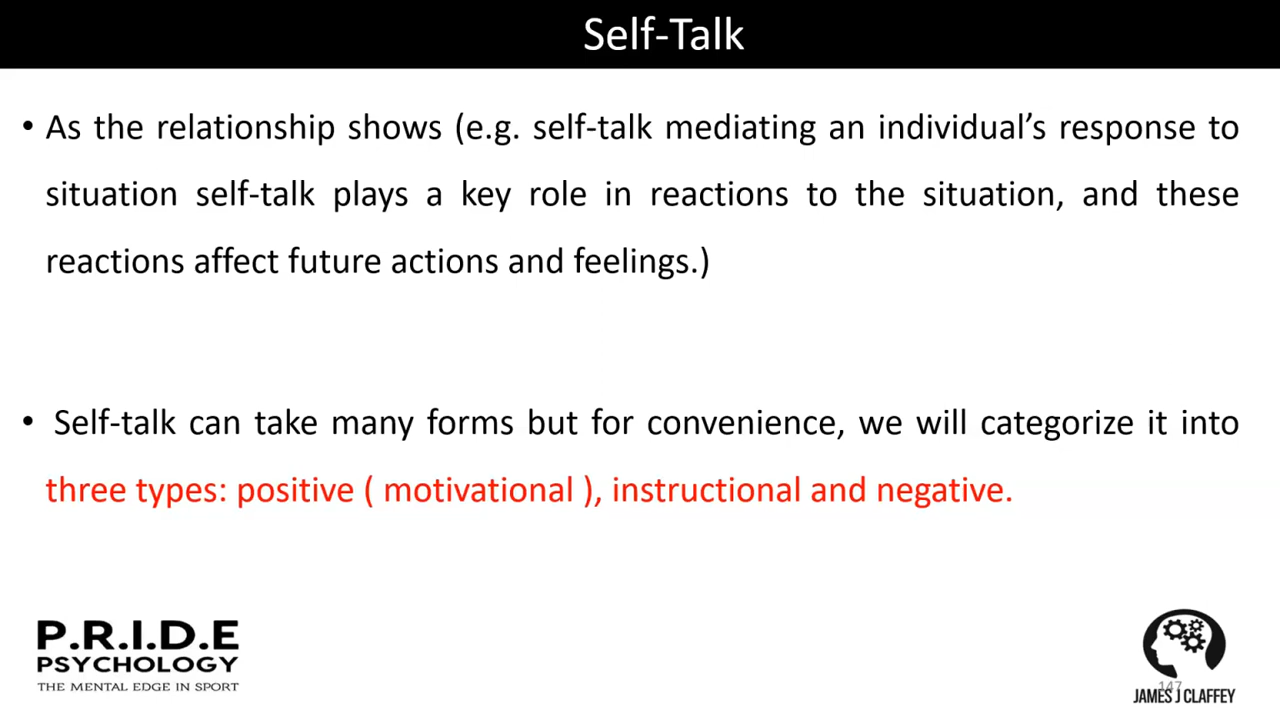 Self-Talk
• As the relationship shows (e.g. self-talk mediating an individual’s response to
situation self-talk plays a key role in reactions to the situation, and these
reactions affect future actions and feelings.)
• Self-talk can take many forms but for convenience, we will categorize it into
three types: positive ( motivational ), instructional and negative.
P.R.I.D.E
PSYCHOLOGY
THE MENTAL EDGE IN SPORT
147
JAMES J CLAFFEY